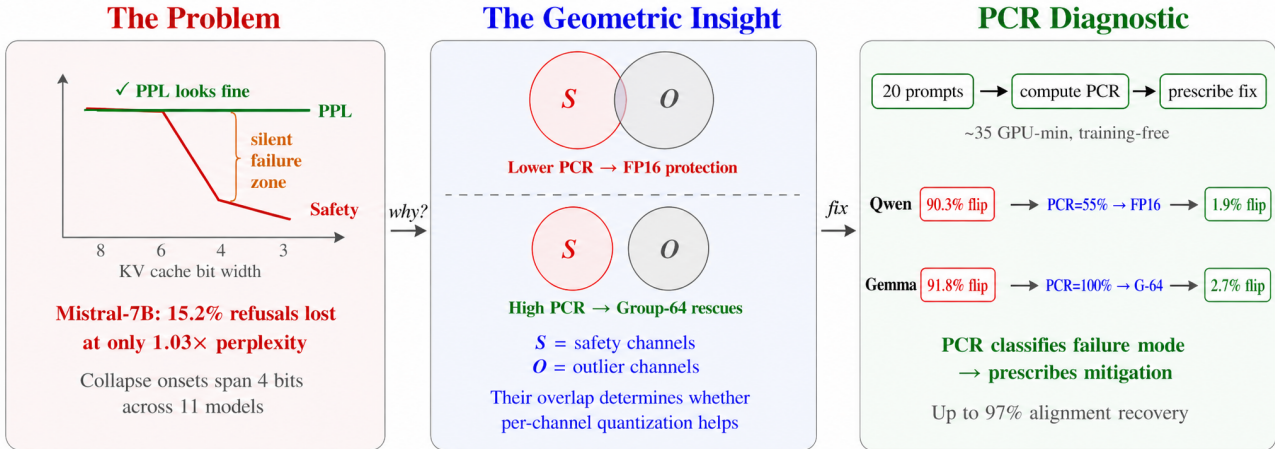 The Problem
✓ PPL looks fine
PPL
silent
failure
zone
Safety
8 6 4 3
KV cache bit width
Mistral-7B: 15.2% refusals lost
at only 1.03× perplexity
Collapse onsets span 4 bits
across 11 models
why?
The Geometric Insight
S O
Lower PCR → FP16 protection
S O
High PCR → Group-64 rescues
S = safety channels
O = outlier channels
Their overlap determines whether
per-channel quantization helps
fix
PCR Diagnostic
20 prompts → compute PCR → prescribe fix
~35 GPU-min, training-free
Qwen 90.3% flip → PCR=55% → FP16 → 1.9% flip
Gemma 91.8% flip → PCR=100% → G-64 → 2.7% flip
PCR classifies failure mode
→ prescribes mitigation
Up to 97% alignment recovery